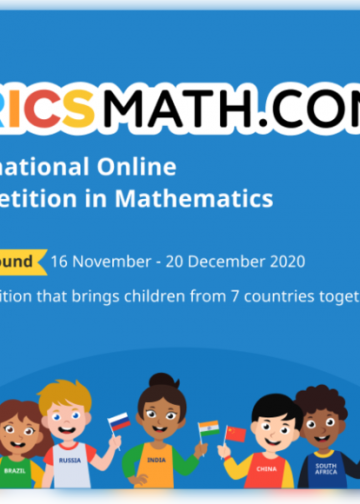 RICSMATH.COM
national Online
etition in Mathematics
ound 16 November - 20 December 2020
ition that brings children from 7 countries toget
BRAZIL
RUSSIA
INDIA
CHINA
SOUTH
AFRICA